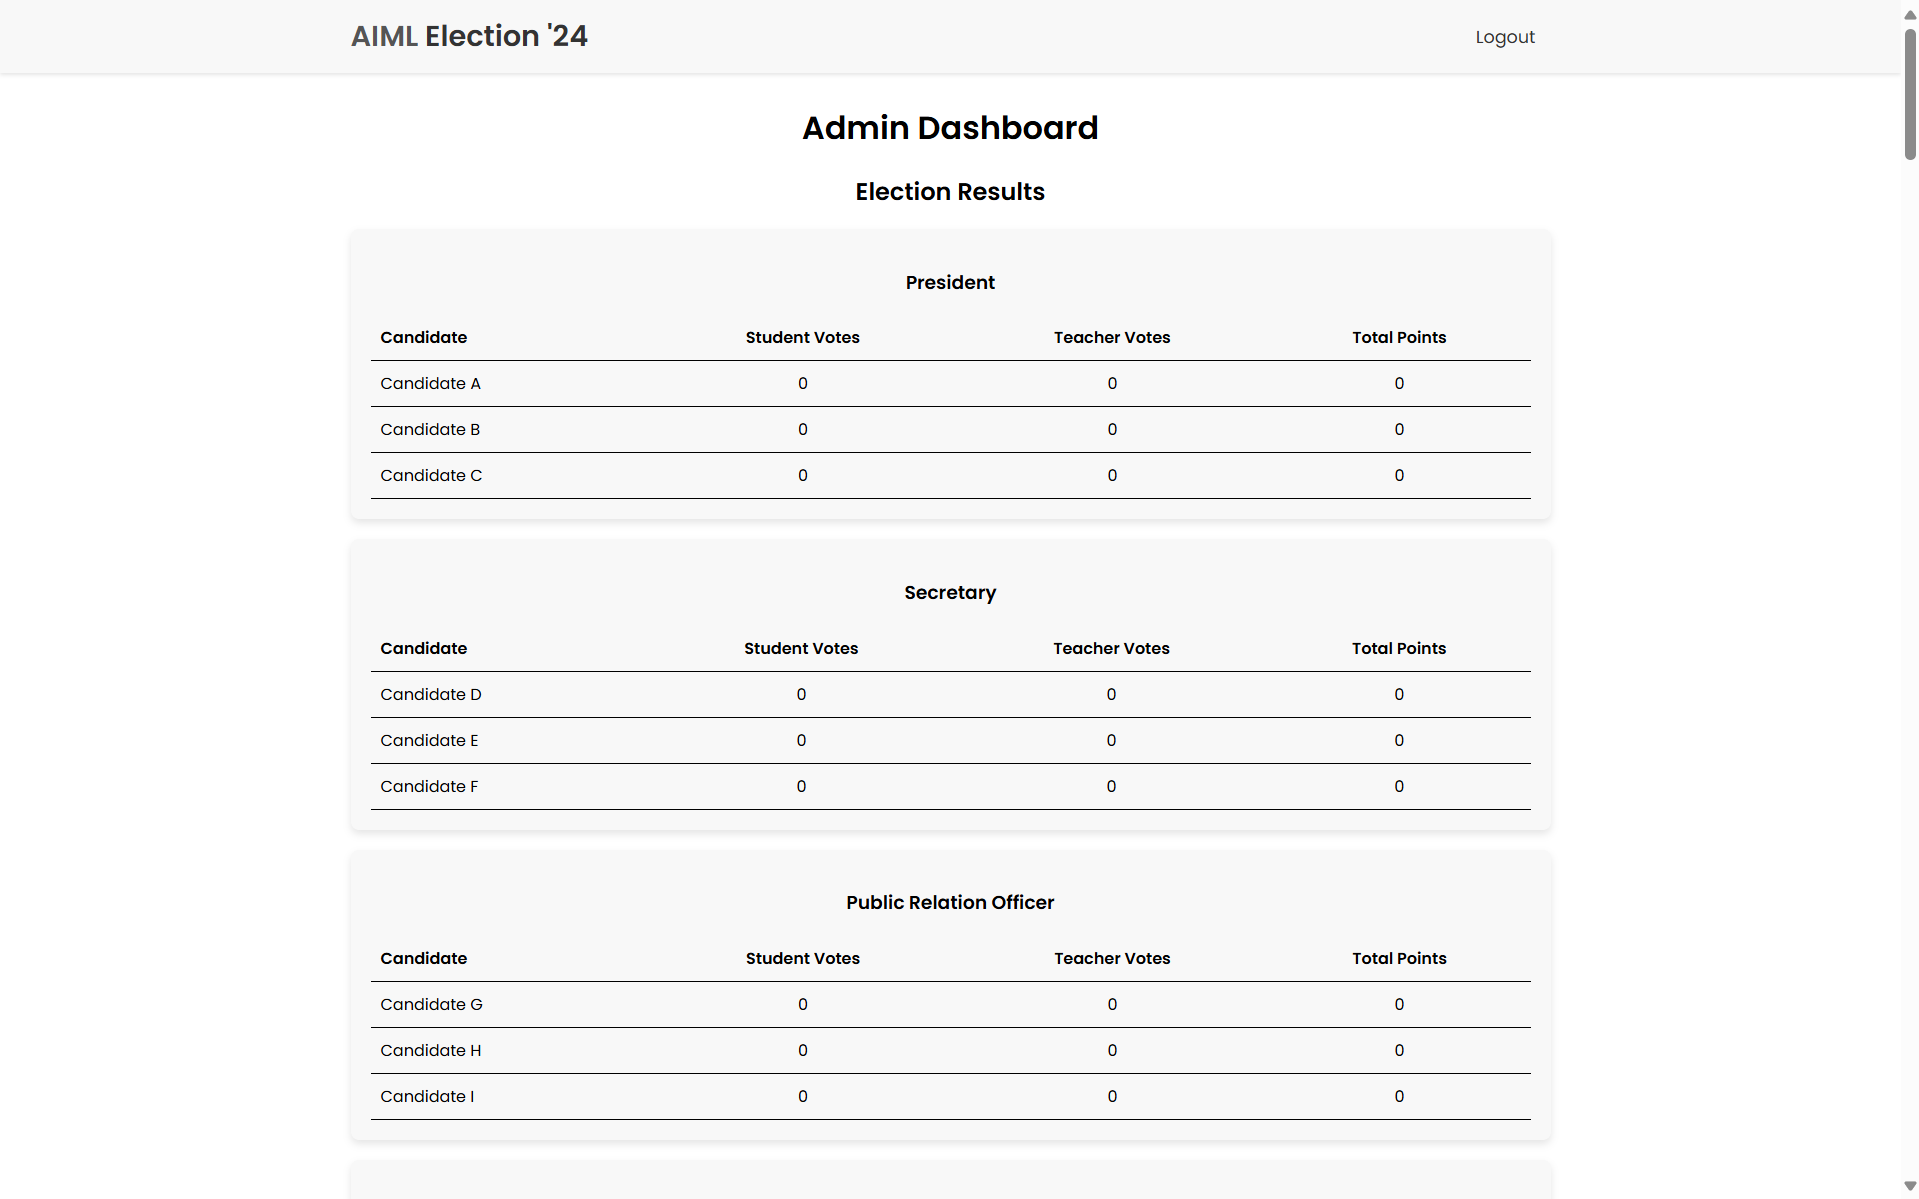 AIML Election '24
Logout
Admin Dashboard
Election Results
President
Candidate Student Votes Teacher Votes Total Points
Candidate A 0 0 0
Candidate B 0 0 0
Candidate C 0 0 0
Secretary
Candidate Student Votes Teacher Votes Total Points
Candidate D 0 0 0
Candidate E 0 0 0
Candidate F 0 0 0
Public Relation Officer
Candidate Student Votes Teacher Votes Total Points
Candidate G 0 0 0
Candidate H 0 0 0
Candidate I 0 0 0